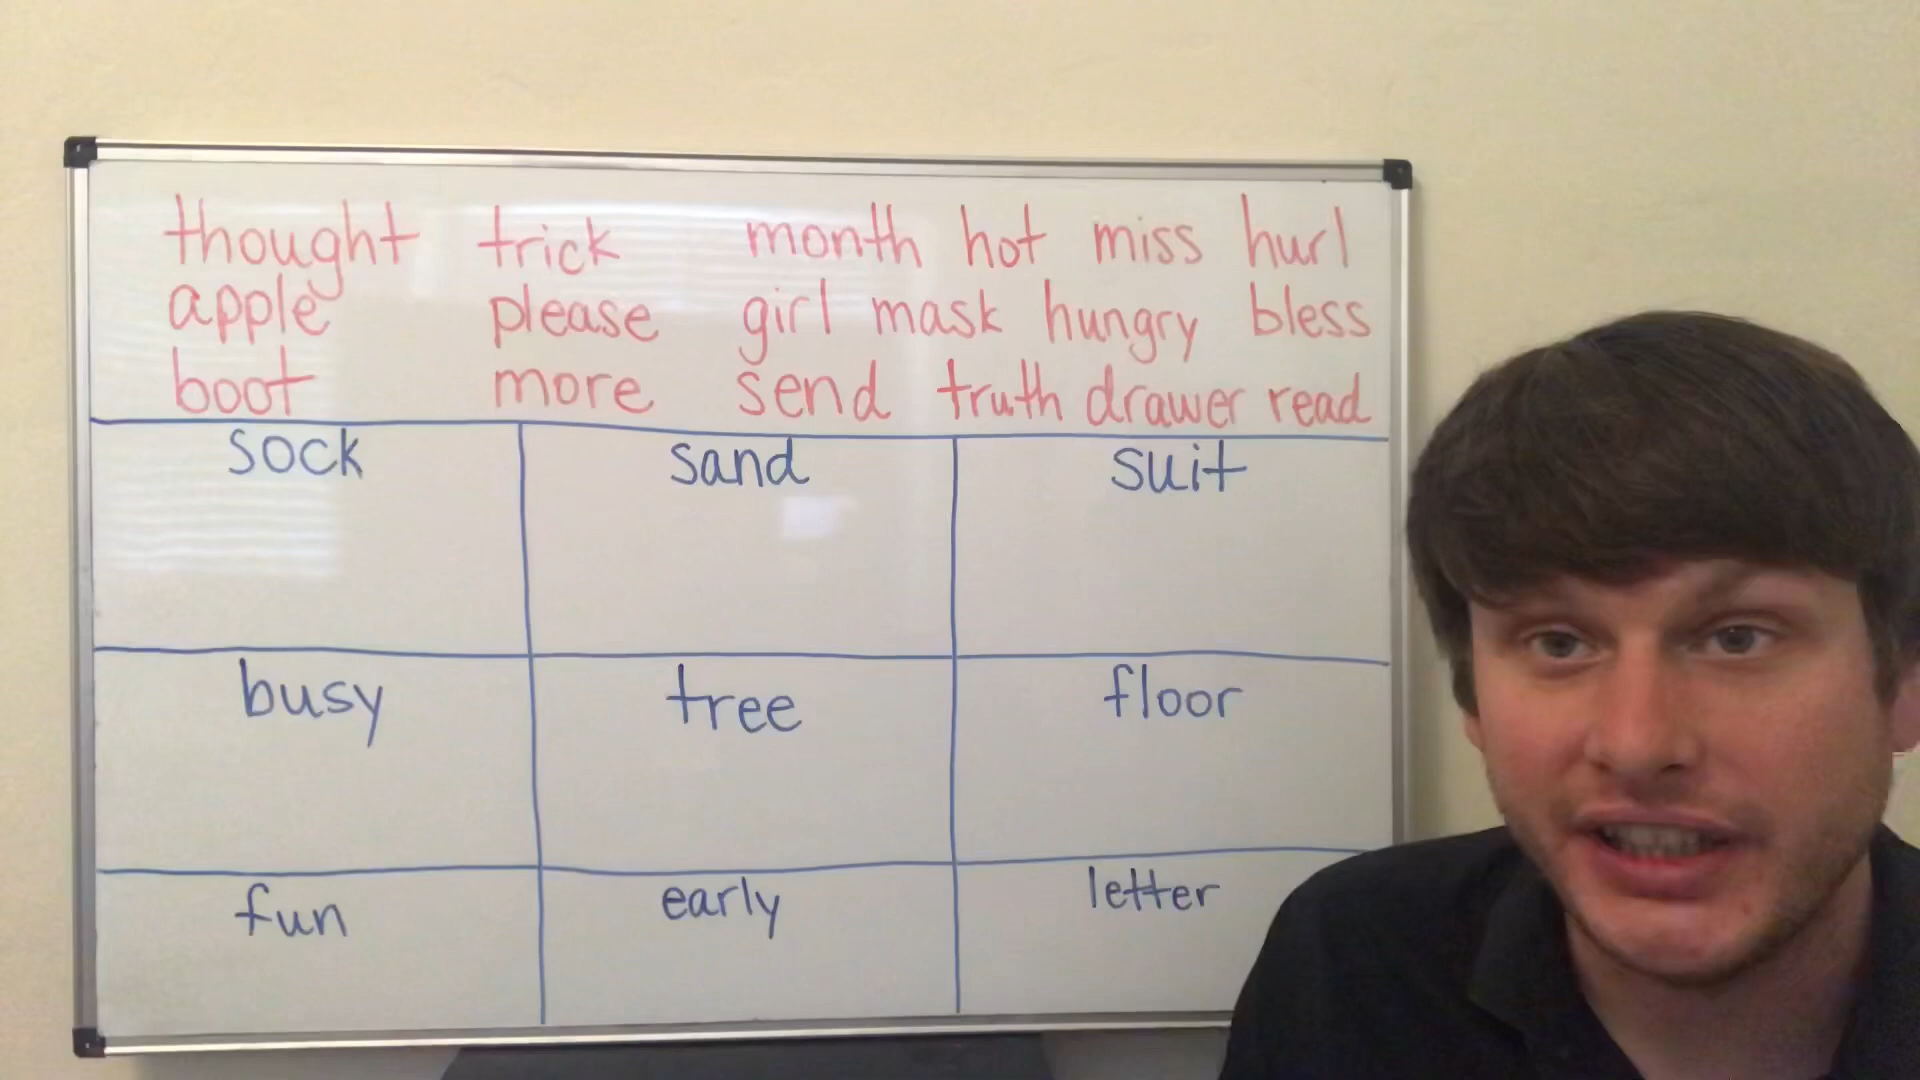 thought trick month hot miss hurl
apple please girl mask hungry bless
boot more send truth drawer read
sock sand suit
busy tree floor
fun early letter